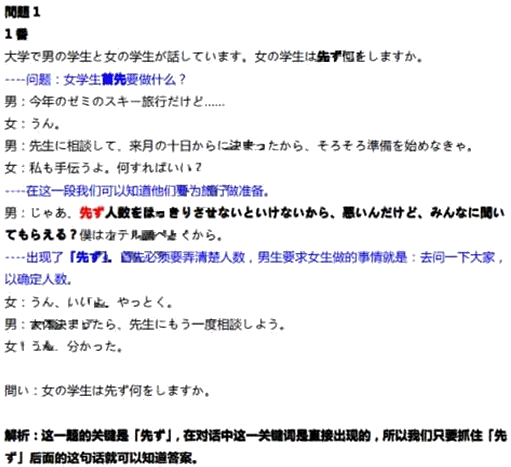 問題1
1番
大学で男の学生と女の学生が話しています。女の学生は先ず何をしますか。
----问题：女学生首先要做什么？
男：今年のゼミのスキー旅行だけど……
女：うん。
男：先生に相談して、来月の十日からに決まったから、そろそろ準備を始めなきゃ。
女：私も手伝うよ。何すればいい？
----在这一段我们可以知道他们要为旅行做准备。
男：じゃあ、先ず人数をはっきりさせないといけないから、悪いんだけど、みんなに聞い
てもらえる？僕はホテル調べとくから。
----出现了「先ず」。首先必须要弄清楚人数，男生要求女生做的事情就是：去问一下大家，
以确定人数。
女：うん、いいよ。やっとく。
男：大体決まったら、先生にもう一度相談しよう。
女：うん、分かった。
問い：女の学生は先ず何をしますか。
解析：这一题的关键是「先ず」，在对话中这一关键词是直接出现的，所以我们只要抓住「先
ず」后面的这句话就可以知道答案。